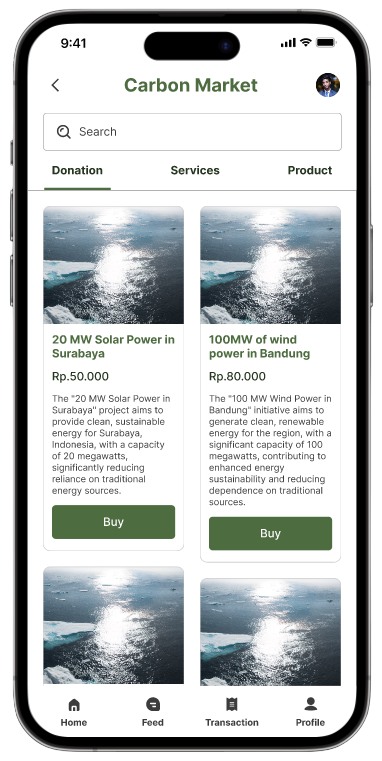 9:41
Carbon Market
Search
Donation Services Product
20 MW Solar Power in
Surabaya
Rp.50.000
The "20 MW Solar Power in
Surabaya" project aims to
provide clean, sustainable
energy for Surabaya,
Indonesia, with a capacity
of 20 megawatts,
significantly reducing
reliance on traditional
energy sources.
Buy
100MW of wind
power in Bandung
Rp.80.000
The "100 MW Wind Power in
Bandung" initiative aims to
generate clean, renewable
energy for the region, with a
significant capacity of 100
megawatts, contributing to
enhanced energy
sustainability and reducing
dependence on traditional
sources.
Buy
Home Feed Transaction Profile